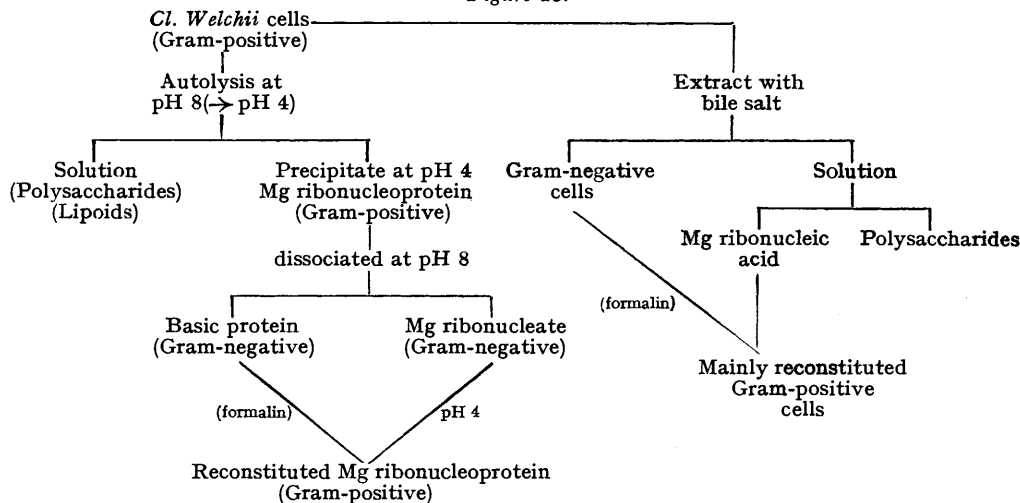 Cl. Welchii cells
(Gram-positive)
Autolysis at
pH 8(→ pH 4)
Extract with
bile salt
Solution
(Polysaccharides)
(Lipoids)
Precipitate at pH 4
Mg ribonucleoprotein
(Gram-positive)
Gram-negative
cells
Solution
Mg ribonucleic
acid
Polysaccharides
dissociated at pH 8
(formalin)
Basic protein
(Gram-negative)
Mg ribonucleate
(Gram-negative)
Mainly reconstituted
Gram-positive
cells
(formalin)
pH 4
Reconstituted Mg ribonucleoprotein
(Gram-positive)